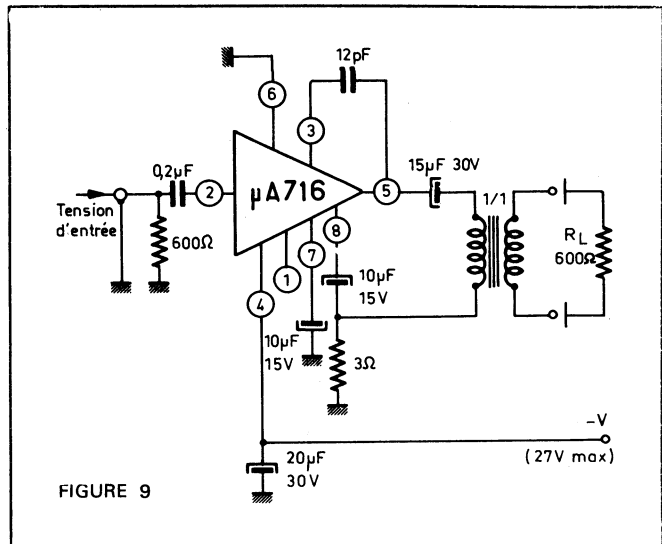 12pF
6
3
0,2µF
15µF 30V
2
µA716
5
1/1
Tension
d'entrée
600Ω
8
RL
600Ω
7
1
4
10µF
15V
10µF
15V
3Ω
-V
(27V max)
20µF
30V
FIGURE 9